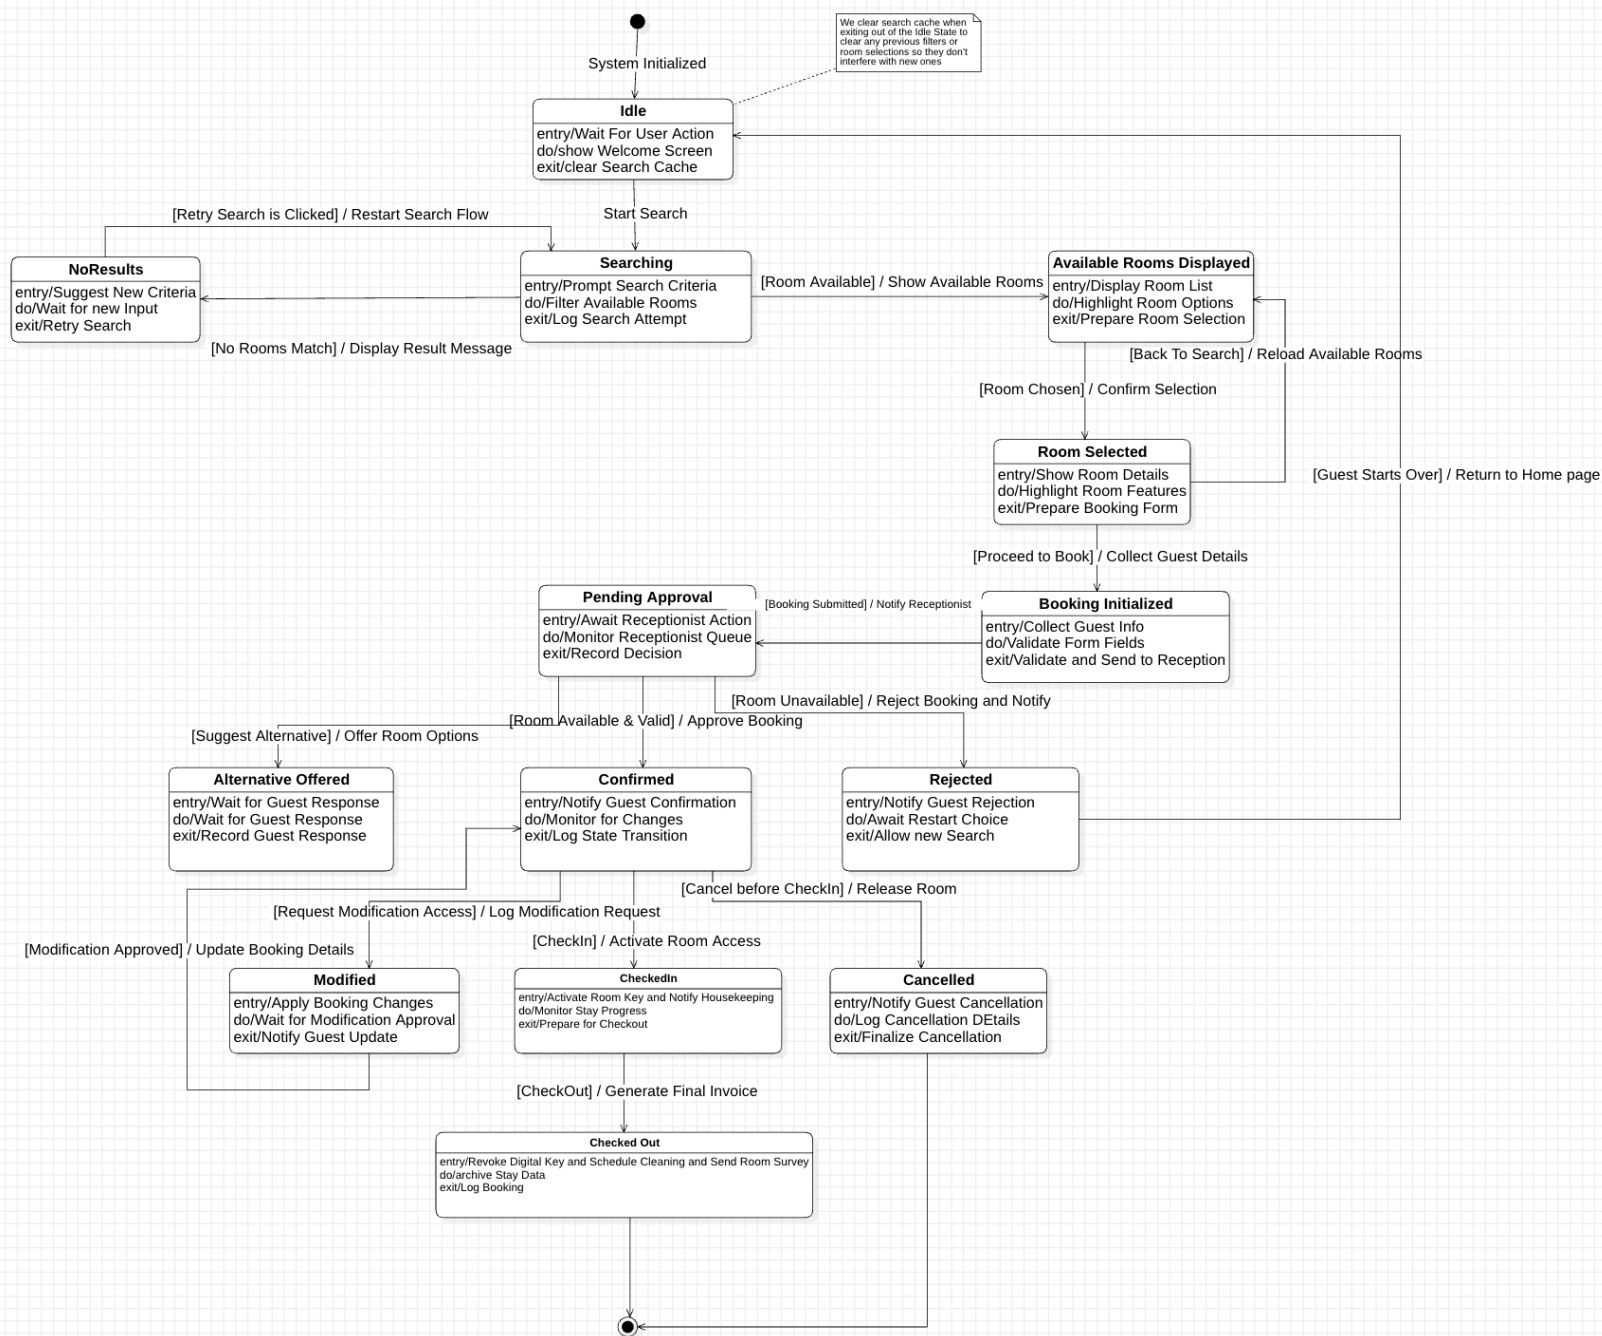 We clear search cache when
exiting out of the Idle State to
clear any previous filters or
room selections so they don't
interfere with new ones
System Initialized
Idle
entry/Wait For User Action
do/show Welcome Screen
exit/clear Search Cache
[Retry Search is Clicked] / Restart Search Flow
Start Search
NoResults
entry/Suggest New Criteria
do/Wait for new Input
exit/Retry Search
Searching
entry/Prompt Search Criteria
do/Filter Available Rooms
exit/Log Search Attempt
[Room Available] / Show Available Rooms
Available Rooms Displayed
entry/Display Room List
do/Highlight Room Options
exit/Prepare Room Selection
[No Rooms Match] / Display Result Message
[Back To Search] / Reload Available Rooms
[Room Chosen] / Confirm Selection
Room Selected
entry/Show Room Details
do/Highlight Room Features
exit/Prepare Booking Form
[Guest Starts Over] / Return to Home page
[Proceed to Book] / Collect Guest Details
Pending Approval
entry/Await Receptionist Action
do/Monitor Receptionist Queue
exit/Record Decision
[Booking Submitted] / Notify Receptionist
Booking Initialized
entry/Collect Guest Info
do/Validate Form Fields
exit/Validate and Send to Reception
[Room Unavailable] / Reject Booking and Notify
[Room Available & Valid] / Approve Booking
[Suggest Alternative] / Offer Room Options
Alternative Offered
entry/Wait for Guest Response
do/Wait for Guest Response
exit/Record Guest Response
Confirmed
entry/Notify Guest Confirmation
do/Monitor for Changes
exit/Log State Transition
Rejected
entry/Notify Guest Rejection
do/Await Restart Choice
exit/Allow new Search
[Cancel before CheckIn] / Release Room
[Request Modification Access] / Log Modification Request
[CheckIn] / Activate Room Access
[Modification Approved] / Update Booking Details
Modified
entry/Apply Booking Changes
do/Wait for Modification Approval
exit/Notify Guest Update
CheckedIn
entry/Activate Room Key and Notify Housekeeping
do/Monitor Stay Progress
exit/Prepare for Checkout
Cancelled
entry/Notify Guest Cancellation
do/Log Cancellation DEtails
exit/Finalize Cancellation
[CheckOut] / Generate Final Invoice
Checked Out
entry/Revoke Digital Key and Schedule Cleaning and Send Room Survey
do/archive Stay Data
exit/Log Booking